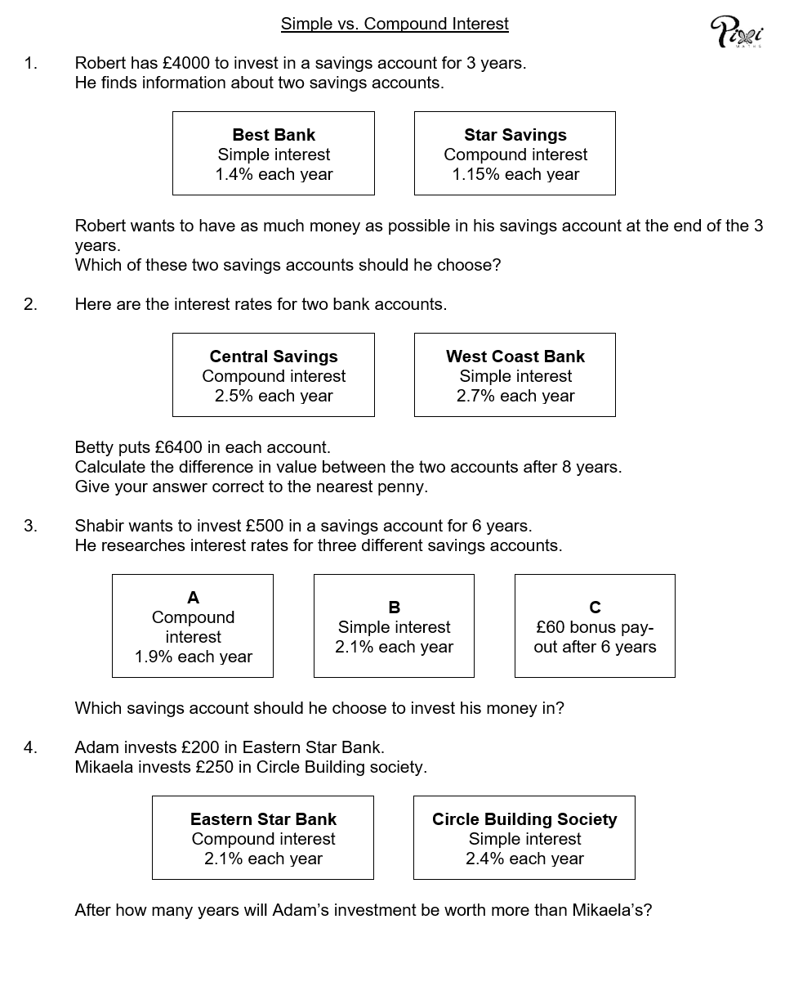 Simple vs. Compound Interest
Pixi
MATHS
1. Robert has £4000 to invest in a savings account for 3 years.
He finds information about two savings accounts.
Best Bank
Simple interest
1.4% each year
Star Savings
Compound interest
1.15% each year
Robert wants to have as much money as possible in his savings account at the end of the 3
years.
Which of these two savings accounts should he choose?
2. Here are the interest rates for two bank accounts.
Central Savings
Compound interest
2.5% each year
West Coast Bank
Simple interest
2.7% each year
Betty puts £6400 in each account.
Calculate the difference in value between the two accounts after 8 years.
Give your answer correct to the nearest penny.
3. Shabir wants to invest £500 in a savings account for 6 years.
He researches interest rates for three different savings accounts.
A
Compound
interest
1.9% each year
B
Simple interest
2.1% each year
C
£60 bonus pay-
out after 6 years
Which savings account should he choose to invest his money in?
4. Adam invests £200 in Eastern Star Bank.
Mikaela invests £250 in Circle Building society.
Eastern Star Bank
Compound interest
2.1% each year
Circle Building Society
Simple interest
2.4% each year
After how many years will Adam’s investment be worth more than Mikaela’s?